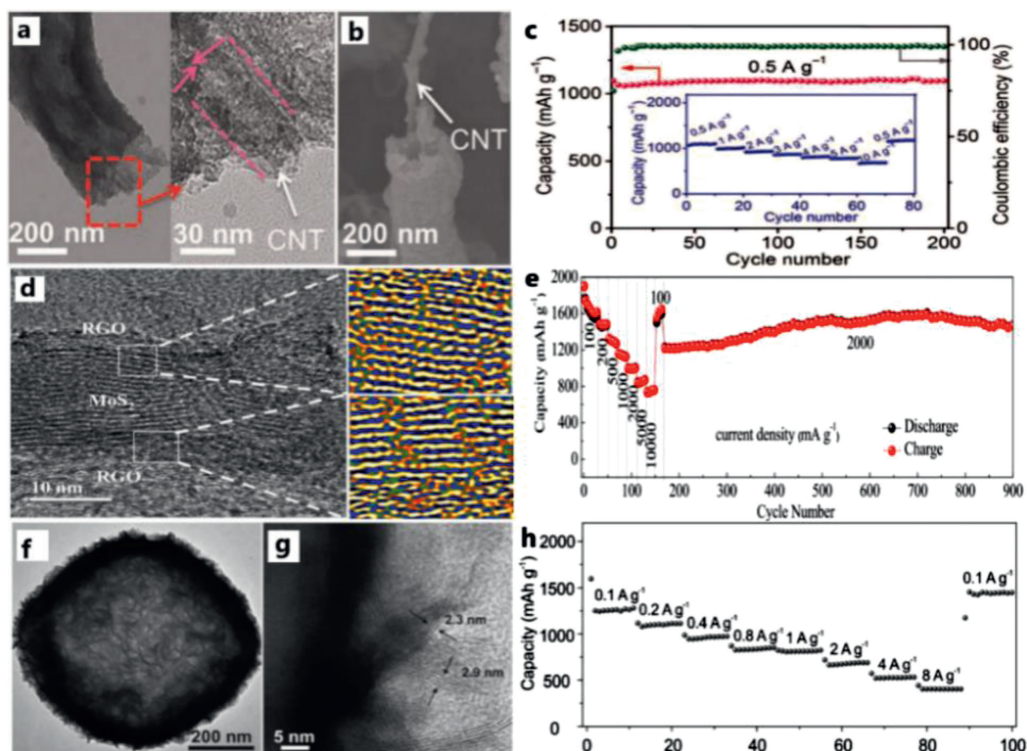 a
200 nm
CNT
30 nm
b
CNT
200 nm
c
1500
1000
500
0
Capacity (mAh g⁻¹)
0.5 A g⁻¹
100
50
0
Coulombic efficiency (%)
2000
1000
0
Capacity (mAh g⁻¹)
0.5 A g⁻¹
1 A g⁻¹
2 A g⁻¹
0.5 A g⁻¹
0 20 40 60 80
Cycle number
0 50 100 150 200
Cycle number
d
RGO
MoS₂
RGO
10 nm
e
2000
1600
1200
800
400
0
Capacity (mAh g⁻¹)
100
200
500
1000
2000
5000
10000
100
2000
current density (mA g⁻¹)
Discharge
Charge
0 100 200 300 400 500 600 700 800 900
Cycle Number
f
200 nm
g
2.3 nm
2.9 nm
5 nm
h
2000
1500
1000
500
0
Capacity (mAh g⁻¹)
0.1 A g⁻¹
0.2 A g⁻¹
0.4 A g⁻¹
0.8 A g⁻¹
1 A g⁻¹
2 A g⁻¹
4 A g⁻¹
8 A g⁻¹
0.1 A g⁻¹
0 20 40 60 80 100